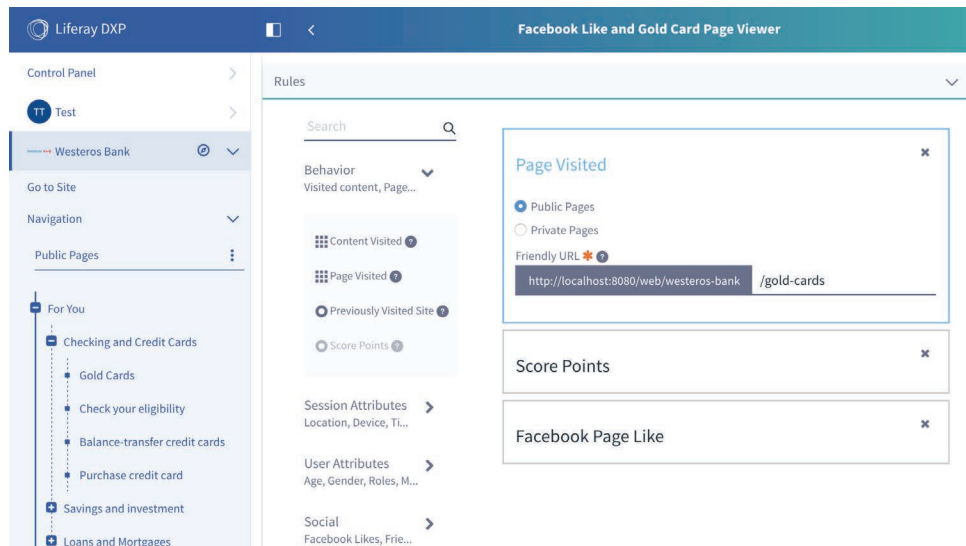 Liferay DXP
Facebook Like and Gold Card Page Viewer
Control Panel
TT Test
Westeros Bank
Go to Site
Navigation
Public Pages
For You
Checking and Credit Cards
Gold Cards
Check your eligibility
Balance-transfer credit cards
Purchase credit card
Savings and investment
Loans and Mortgages
Rules
Search
Behavior
Visited content, Page...
Content Visited ?
Page Visited ?
Previously Visited Site ?
Score Points ?
Session Attributes
Location, Device, Ti...
User Attributes
Age, Gender, Roles, M...
Social
Facebook Likes, Frie...
Page Visited
Public Pages
Private Pages
Friendly URL * ?
http://localhost:8080/web/westeros-bank /gold-cards
Score Points
Facebook Page Like